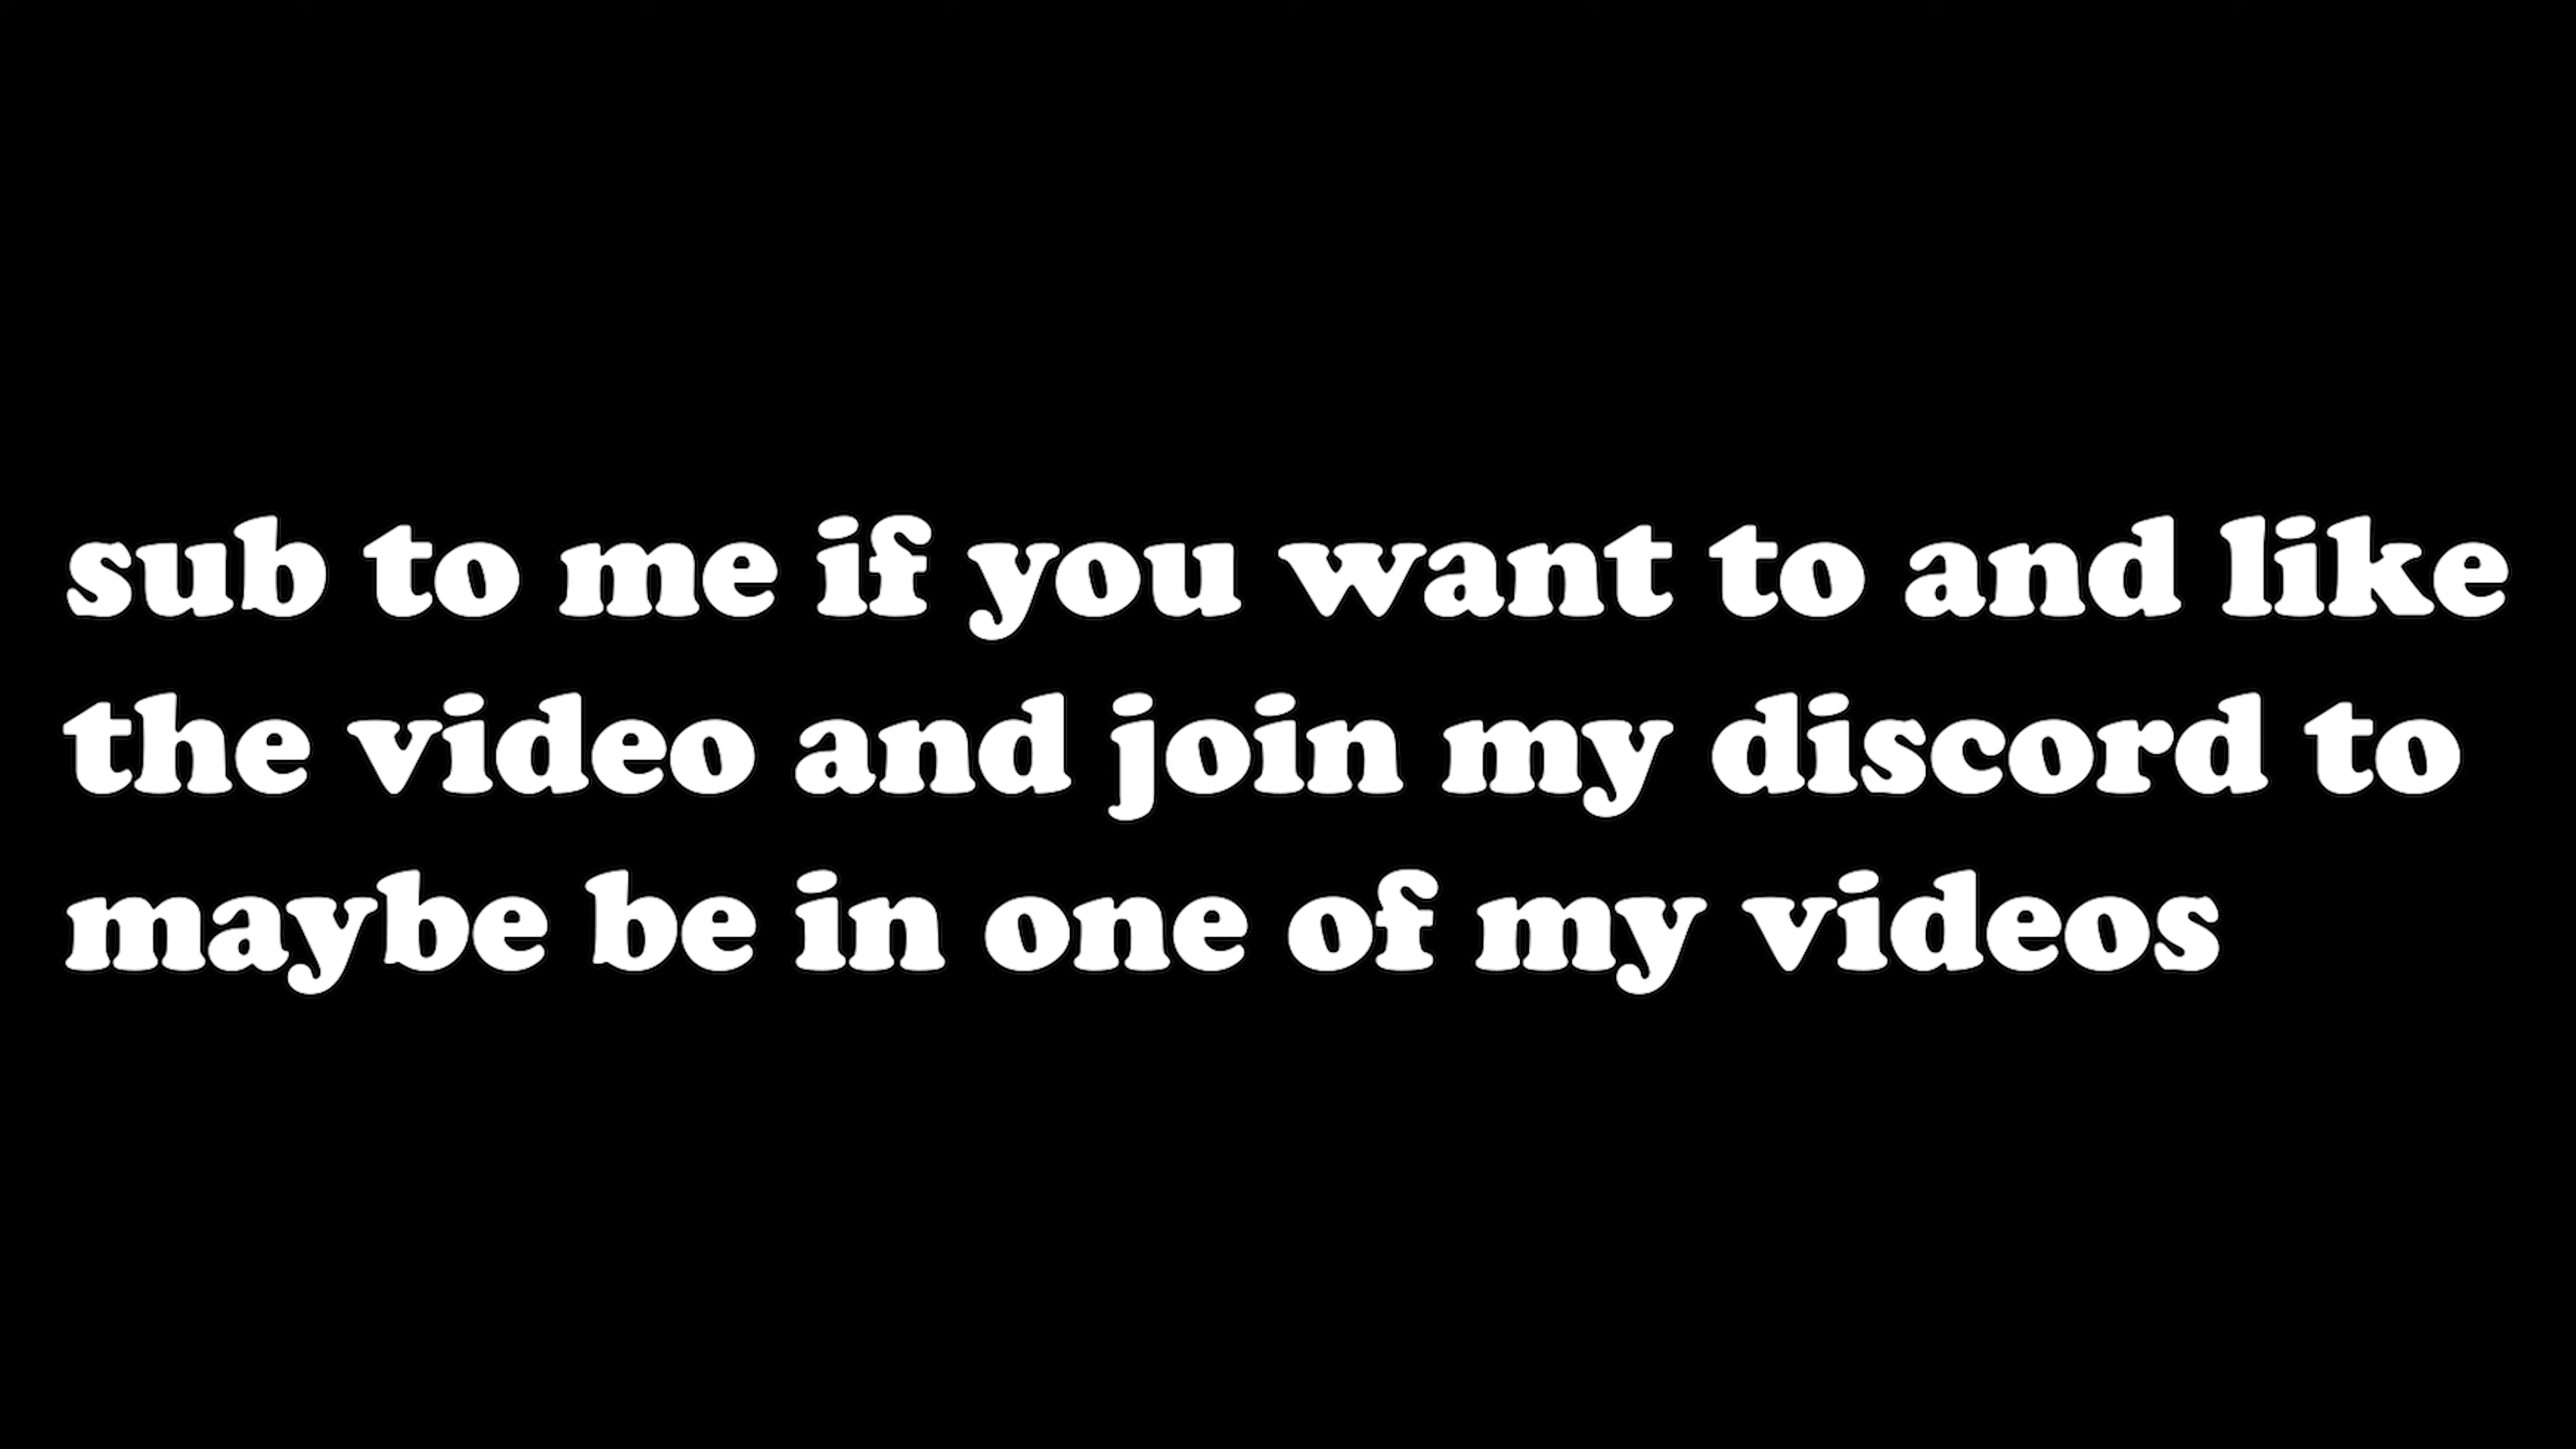 sub to me if you want to and like
the video and join my discord to
maybe be in one of my videos